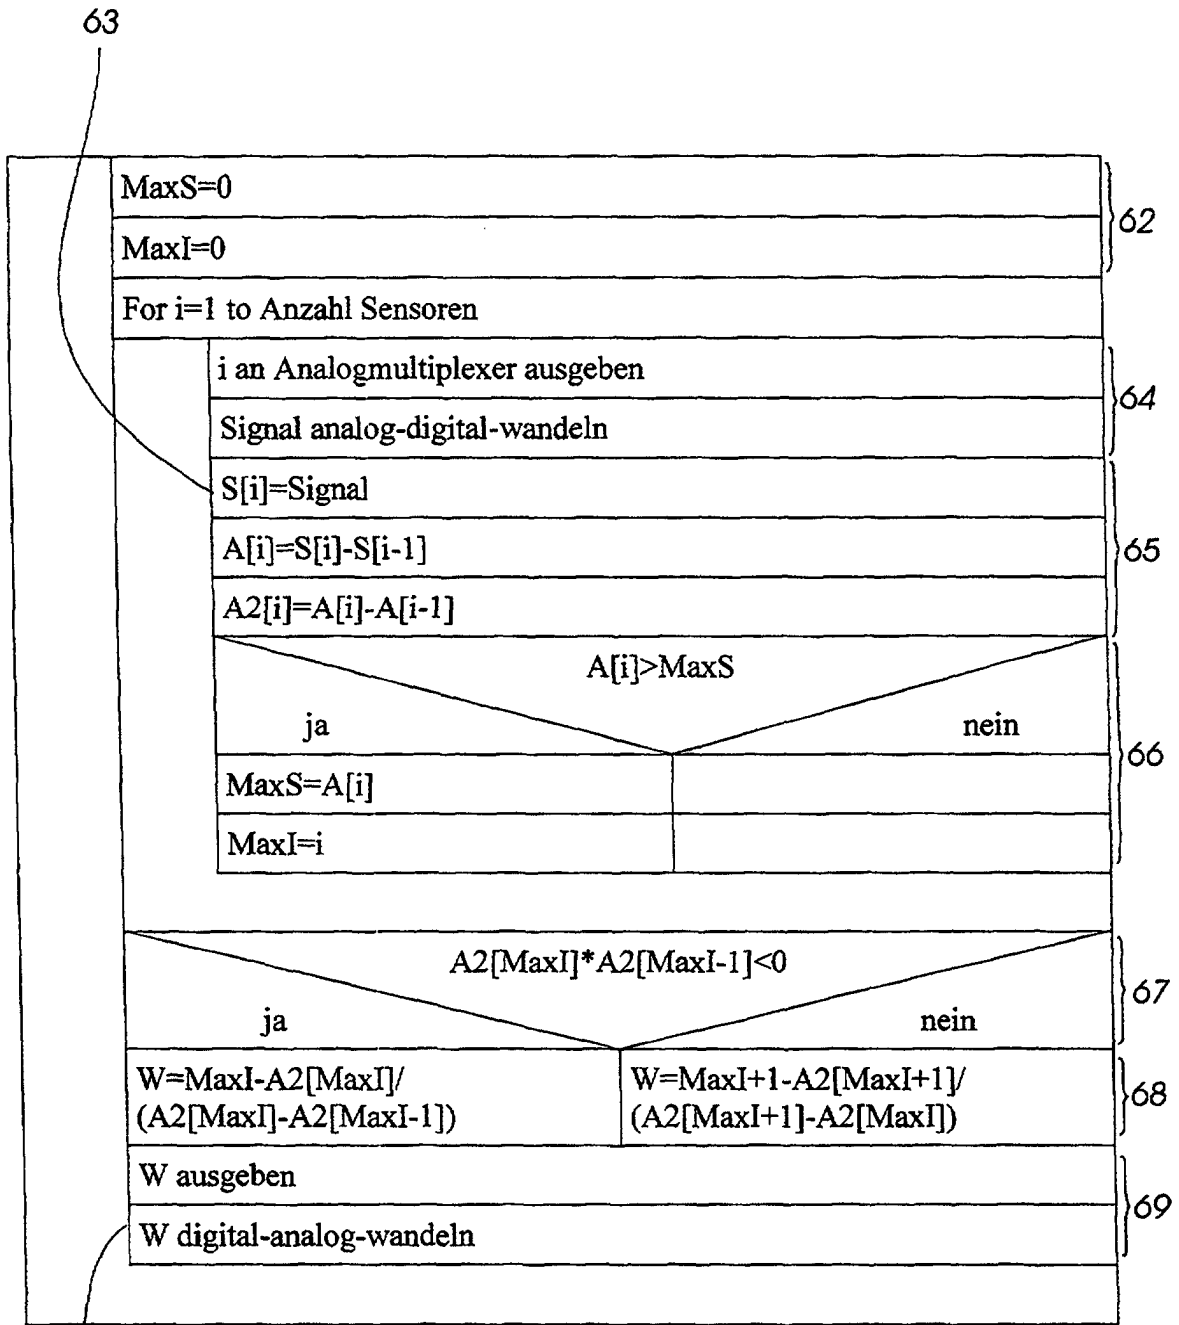 63
MaxS=0
62
MaxI=0
For i=1 to Anzahl Sensoren
i an Analogmultiplexer ausgeben
64
Signal analog-digital-wandeln
S[i]=Signal
A[i]=S[i]-S[i-1]
65
A2[i]=A[i]-A[i-1]
A[i]>MaxS
ja nein
66
MaxS=A[i]
MaxI=i
A2[MaxI]*A2[MaxI-1]<0
67
ja nein
W=MaxI-A2[MaxI]/
(A2[MaxI]-A2[MaxI-1])
W=MaxI+1-A2[MaxI+1]/
(A2[MaxI+1]-A2[MaxI])
68
W ausgeben
69
W digital-analog-wandeln